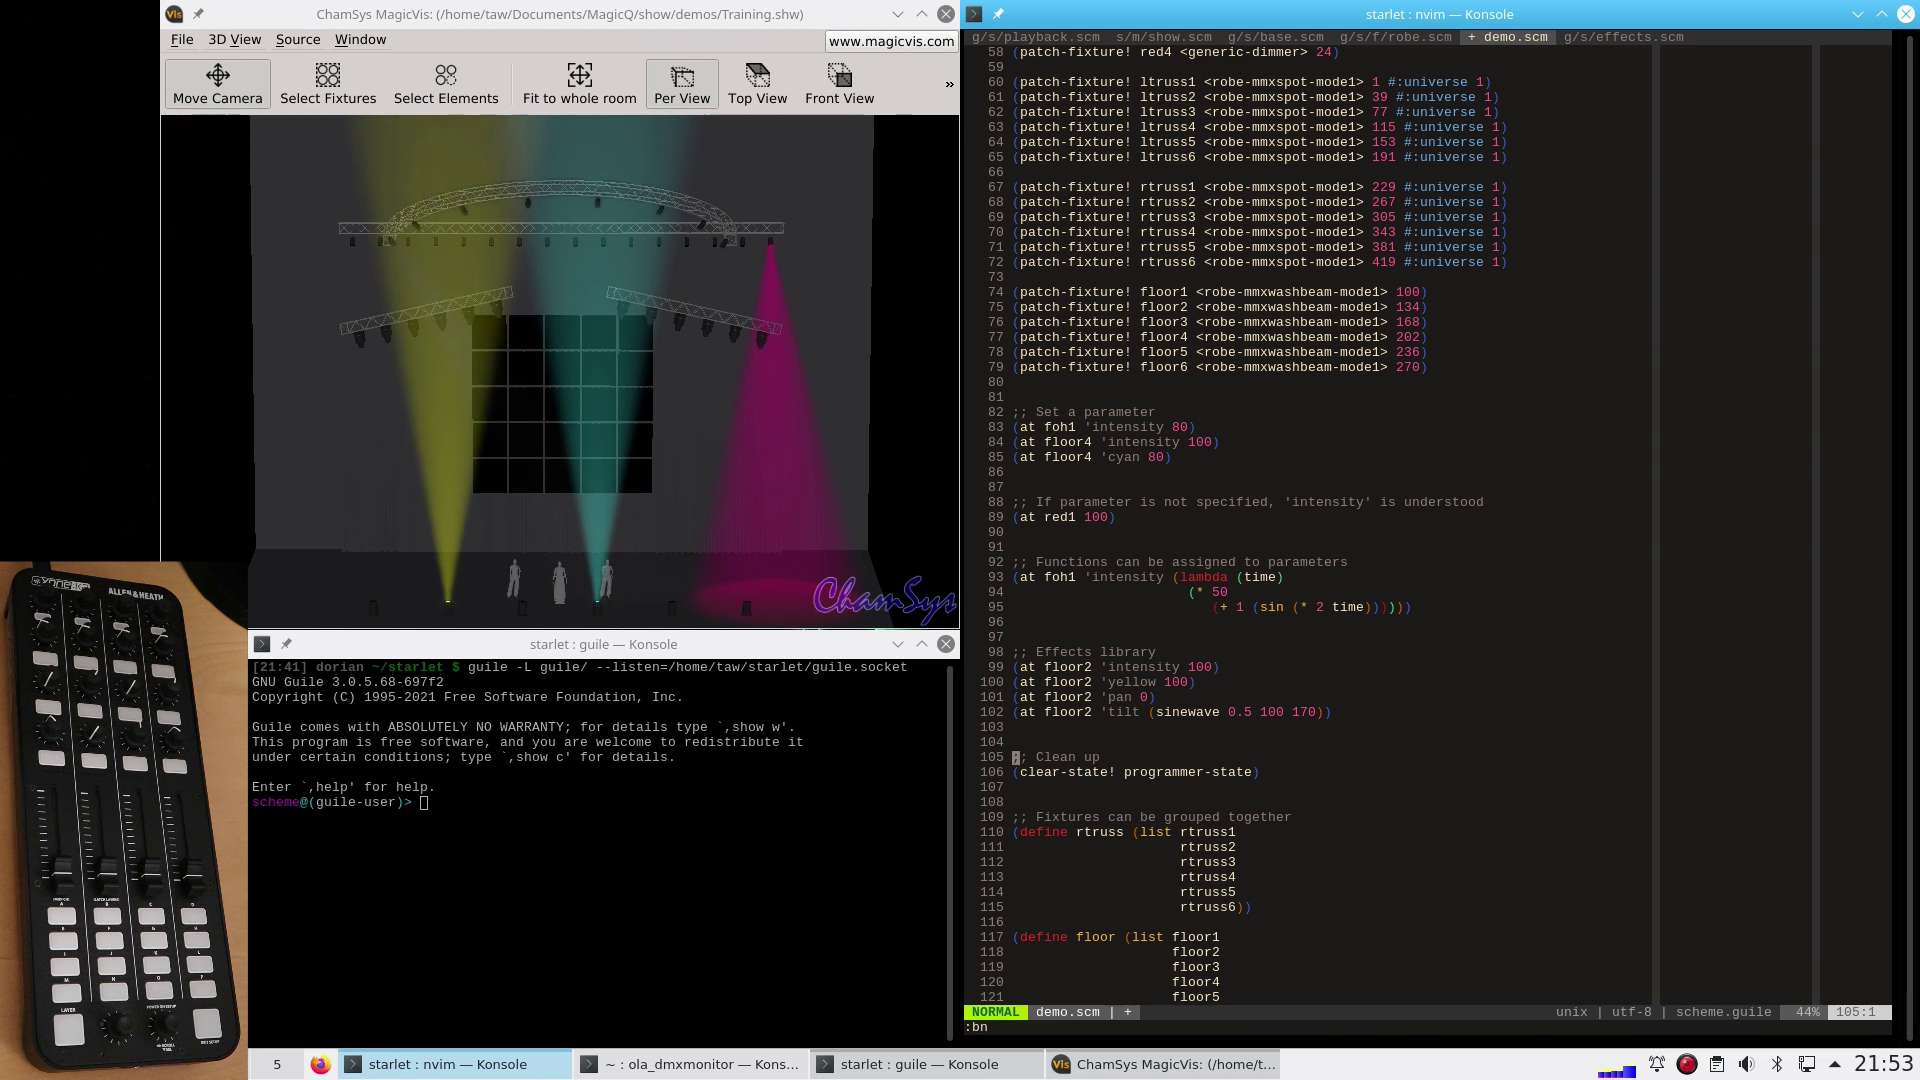 ChamSys MagicVis: (/home/taw/Documents/MagicQ/show/demos/Training.shw)
File 3D View Source Window
www.magicvis.com
Move Camera Select Fixtures Select Elements Fit to whole room Per View Top View Front View »
ChamSys
ALLEN & HEATH
LAYER
starlet : guile — Konsole
[21:41] dorian ~/starlet $ guile -L guile/ --listen=/home/taw/starlet/guile.socket
GNU Guile 3.0.5.68-697f2
Copyright (C) 1995-2021 Free Software Foundation, Inc.
Guile comes with ABSOLUTELY NO WARRANTY; for details type `,show w'.
This program is free software, and you are welcome to redistribute it
under certain conditions; type `,show c' for details.
Enter `,help' for help.
scheme@(guile-user)>
starlet : nvim — Konsole
g/s/playback.scm s/m/show.scm g/s/base.scm g/s/f/robe.scm + demo.scm g/s/effects.scm
58 (patch-fixture! red4 <generic-dimmer> 24)
59
60 (patch-fixture! ltruss1 <robe-mmxspot-mode1> 1 #:universe 1)
61 (patch-fixture! ltruss2 <robe-mmxspot-mode1> 39 #:universe 1)
62 (patch-fixture! ltruss3 <robe-mmxspot-mode1> 77 #:universe 1)
63 (patch-fixture! ltruss4 <robe-mmxspot-mode1> 115 #:universe 1)
64 (patch-fixture! ltruss5 <robe-mmxspot-mode1> 153 #:universe 1)
65 (patch-fixture! ltruss6 <robe-mmxspot-mode1> 191 #:universe 1)
66
67 (patch-fixture! rtruss1 <robe-mmxspot-mode1> 229 #:universe 1)
68 (patch-fixture! rtruss2 <robe-mmxspot-mode1> 267 #:universe 1)
69 (patch-fixture! rtruss3 <robe-mmxspot-mode1> 305 #:universe 1)
70 (patch-fixture! rtruss4 <robe-mmxspot-mode1> 343 #:universe 1)
71 (patch-fixture! rtruss5 <robe-mmxspot-mode1> 381 #:universe 1)
72 (patch-fixture! rtruss6 <robe-mmxspot-mode1> 419 #:universe 1)
73
74 (patch-fixture! floor1 <robe-mmxwashbeam-mode1> 100)
75 (patch-fixture! floor2 <robe-mmxwashbeam-mode1> 134)
76 (patch-fixture! floor3 <robe-mmxwashbeam-mode1> 168)
77 (patch-fixture! floor4 <robe-mmxwashbeam-mode1> 202)
78 (patch-fixture! floor5 <robe-mmxwashbeam-mode1> 236)
79 (patch-fixture! floor6 <robe-mmxwashbeam-mode1> 270)
80
81
82 ;; Set a parameter
83 (at foh1 'intensity 80)
84 (at floor4 'intensity 100)
85 (at floor4 'cyan 80)
86
87
88 ;; If parameter is not specified, 'intensity' is understood
89 (at red1 100)
90
91
92 ;; Functions can be assigned to parameters
93 (at foh1 'intensity (lambda (time)
94 (* 50
95 (+ 1 (sin (* 2 time))))))
96
97
98 ;; Effects library
99 (at floor2 'intensity 100)
100 (at floor2 'yellow 100)
101 (at floor2 'pan 0)
102 (at floor2 'tilt (sinewave 0.5 100 170))
103
104
105 ;; Clean up
106 (clear-state! programmer-state)
107
108
109 ;; Fixtures can be grouped together
110 (define rtruss (list rtruss1
111 rtruss2
112 rtruss3
113 rtruss4
114 rtruss5
115 rtruss6))
116
117 (define floor (list floor1
118 floor2
119 floor3
120 floor4
121 floor5
NORMAL demo.scm | + unix | utf-8 | scheme.guile 44% 105:1
:bn
5 starlet : nvim — Konsole ~ : ola_dmxmonitor — Kons... starlet : guile — Konsole Vis ChamSys MagicVis: (/home/t... 21:53